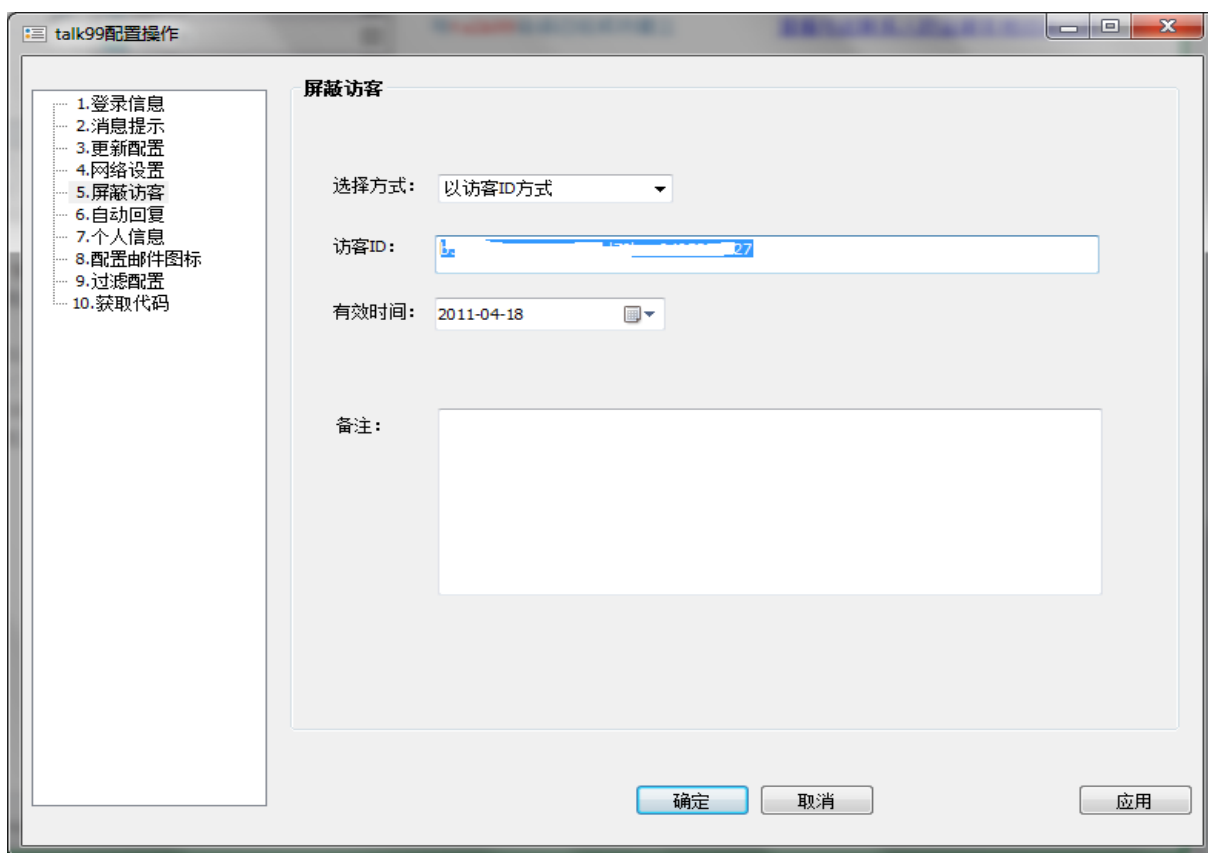 talk99配置操作
1.登录信息
2.消息提示
3.更新配置
4.网络设置
5.屏蔽访客
6.自动回复
7.个人信息
8.配置邮件图标
9.过滤配置
10.获取代码
屏蔽访客
选择方式：
以访客ID方式
访客ID：
27
有效时间：
2011-04-18
备注：
确定
取消
应用